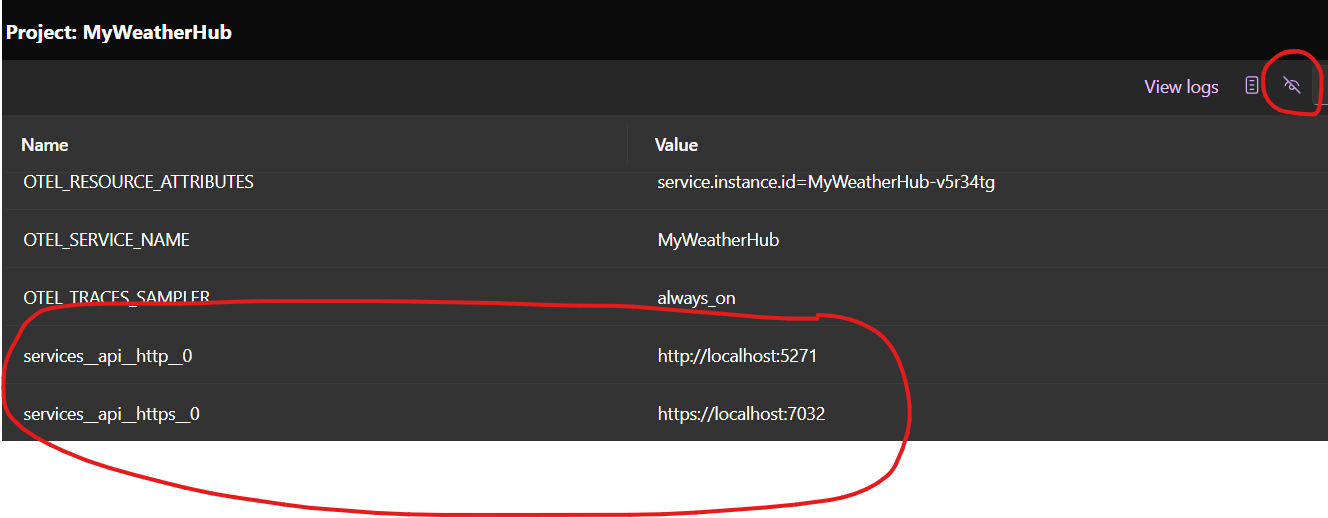 Project: MyWeatherHub
View logs
Name Value
OTEL_RESOURCE_ATTRIBUTES service.instance.id=MyWeatherHub-v5r34tg
OTEL_SERVICE_NAME MyWeatherHub
OTEL_TRACES_SAMPLER always_on
services__api__http__0 http://localhost:5271
services__api__https__0 https://localhost:7032